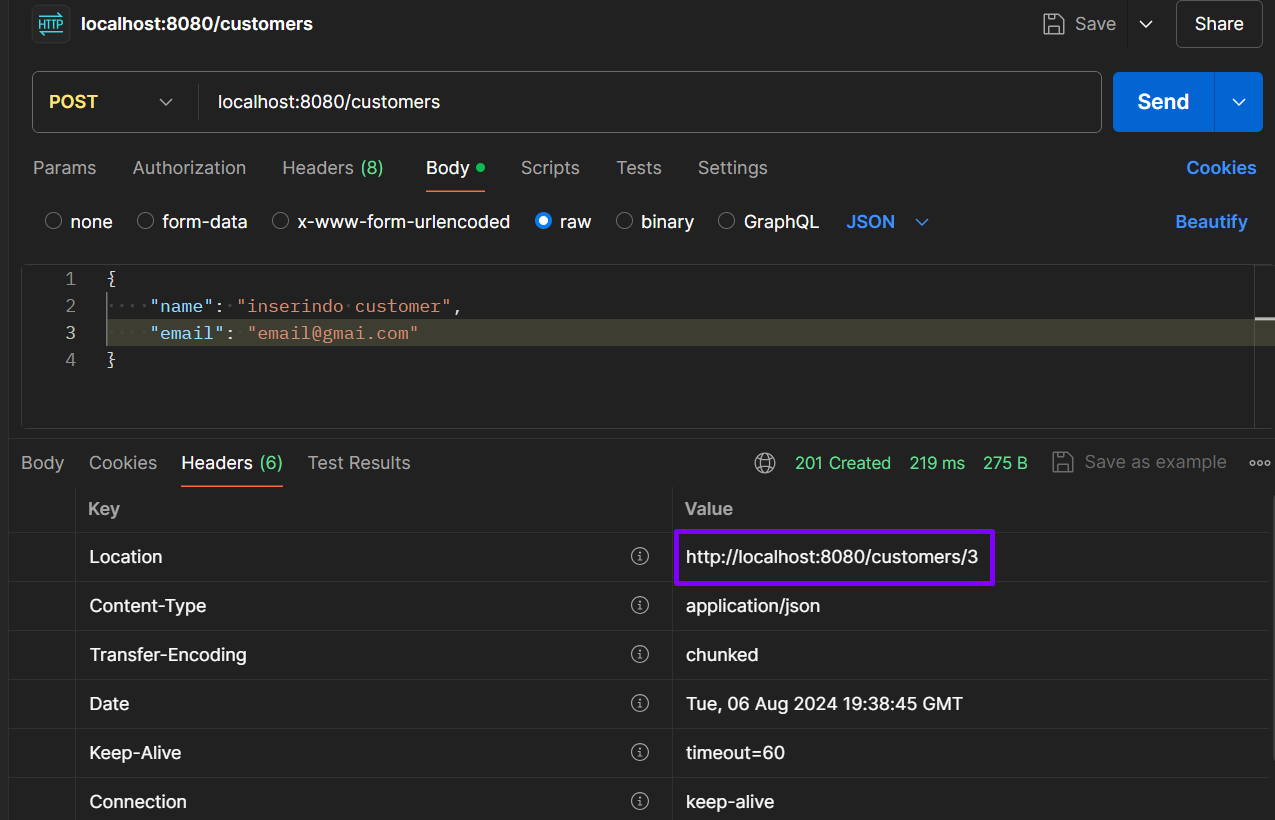 HTTP localhost:8080/customers Save Share
POST localhost:8080/customers Send
Params Authorization Headers (8) Body Scripts Tests Settings Cookies
none form-data x-www-form-urlencoded raw binary GraphQL JSON Beautify
1 {
2 "name": "inserindo customer",
3 "email": "email@gmai.com"
4 }
Body Cookies Headers (6) Test Results 201 Created 219 ms 275 B Save as example
Key Value
Location http://localhost:8080/customers/3
Content-Type application/json
Transfer-Encoding chunked
Date Tue, 06 Aug 2024 19:38:45 GMT
Keep-Alive timeout=60
Connection keep-alive